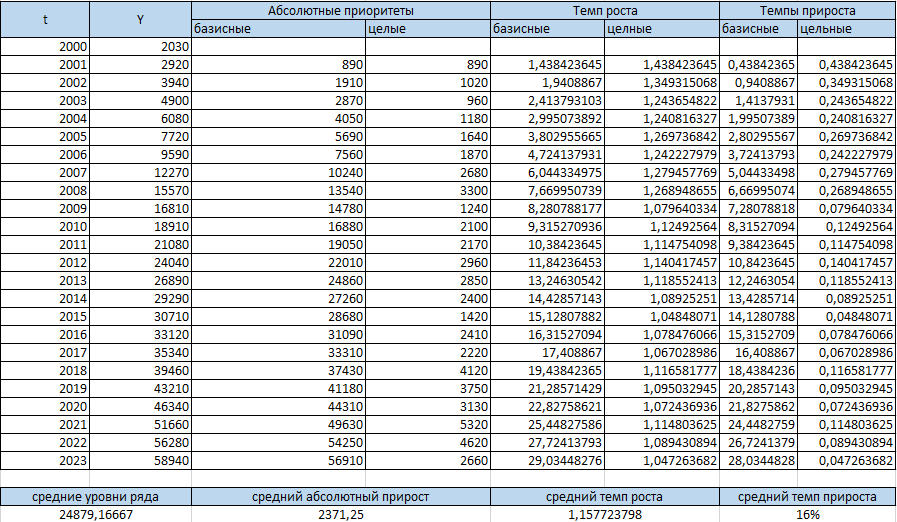 t Y Абсолютные приоритеты Темп роста Темпы прироста
базисные целые базисные целные базисные цельные
2000 2030
2001 2920 890 890 1,438423645 1,438423645 0,43842365 0,438423645
2002 3940 1910 1020 1,9408867 1,349315068 0,9408867 0,349315068
2003 4900 2870 960 2,413793103 1,243654822 1,4137931 0,243654822
2004 6080 4050 1180 2,995073892 1,240816327 1,99507389 0,240816327
2005 7720 5690 1640 3,802955665 1,269736842 2,80295567 0,269736842
2006 9590 7560 1870 4,724137931 1,242227979 3,72413793 0,242227979
2007 12270 10240 2680 6,044334975 1,279457769 5,04433498 0,279457769
2008 15570 13540 3300 7,669950739 1,268948655 6,66995074 0,268948655
2009 16810 14780 1240 8,280788177 1,079640334 7,28078818 0,079640334
2010 18910 16880 2100 9,315270936 1,12492564 8,31527094 0,12492564
2011 21080 19050 2170 10,38423645 1,114754098 9,38423645 0,114754098
2012 24040 22010 2960 11,84236453 1,140417457 10,8423645 0,140417457
2013 26890 24860 2850 13,24630542 1,118552413 12,2463054 0,118552413
2014 29290 27260 2400 14,42857143 1,08925251 13,4285714 0,08925251
2015 30710 28680 1420 15,12807882 1,04848071 14,1280788 0,04848071
2016 33120 31090 2410 16,31527094 1,078476066 15,3152709 0,078476066
2017 35340 33310 2220 17,408867 1,067028986 16,408867 0,067028986
2018 39460 37430 4120 19,43842365 1,116581777 18,4384236 0,116581777
2019 43210 41180 3750 21,28571429 1,095032945 20,2857143 0,095032945
2020 46340 44310 3130 22,82758621 1,072436936 21,8275862 0,072436936
2021 51660 49630 5320 25,44827586 1,114803625 24,4482759 0,114803625
2022 56280 54250 4620 27,72413793 1,089430894 26,7241379 0,089430894
2023 58940 56910 2660 29,03448276 1,047263682 28,0344828 0,047263682
средние уровни ряда средний абсолютный прирост средний темп роста средний темп прироста
24879,16667 2371,25 1,157723798 16%